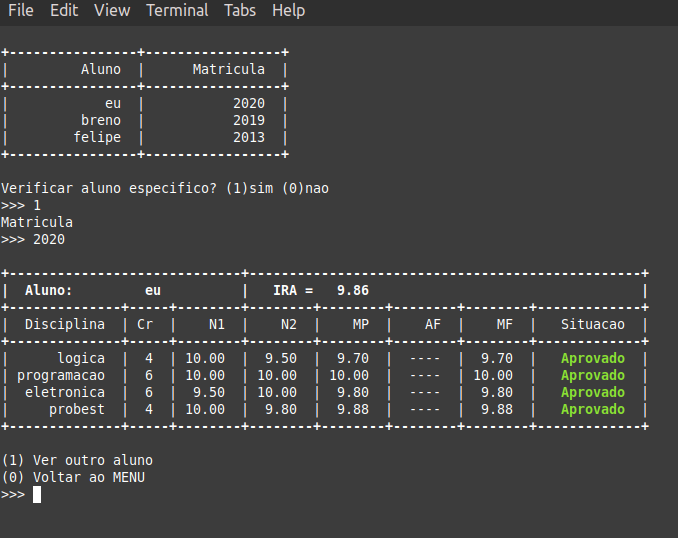 File Edit View Terminal Tabs Help
+----------------+-----------------+
|         Aluno  |      Matricula  |
+----------------+-----------------+
|            eu  |           2020  |
|         breno  |           2019  |
|        felipe  |           2013  |
+----------------+-----------------+
Verificar aluno especifico? (1)sim (0)nao
>>> 1
Matricula
>>> 2020
+-----------------------------+-------------------------------------------------+
|  Aluno:         eu          |   IRA =   9.86                                  |
+--------------+-----+--------+--------+--------+--------+--------+-------------+
|  Disciplina  | Cr  |    N1  |    N2  |    MP  |    AF  |    MF  |   Situacao  |
+--------------+-----+--------+--------+--------+--------+--------+-------------+
|      logica  |  4  | 10.00  |  9.50  |  9.70  |  ----  |  9.70  |   Aprovado  |
| programacao  |  6  | 10.00  | 10.00  | 10.00  |  ----  | 10.00  |   Aprovado  |
|  eletronica  |  6  |  9.50  | 10.00  |  9.80  |  ----  |  9.80  |   Aprovado  |
|     probest  |  4  | 10.00  |  9.80  |  9.88  |  ----  |  9.88  |   Aprovado  |
+--------------+-----+--------+--------+--------+--------+--------+-------------+
(1) Ver outro aluno
(0) Voltar ao MENU
>>>